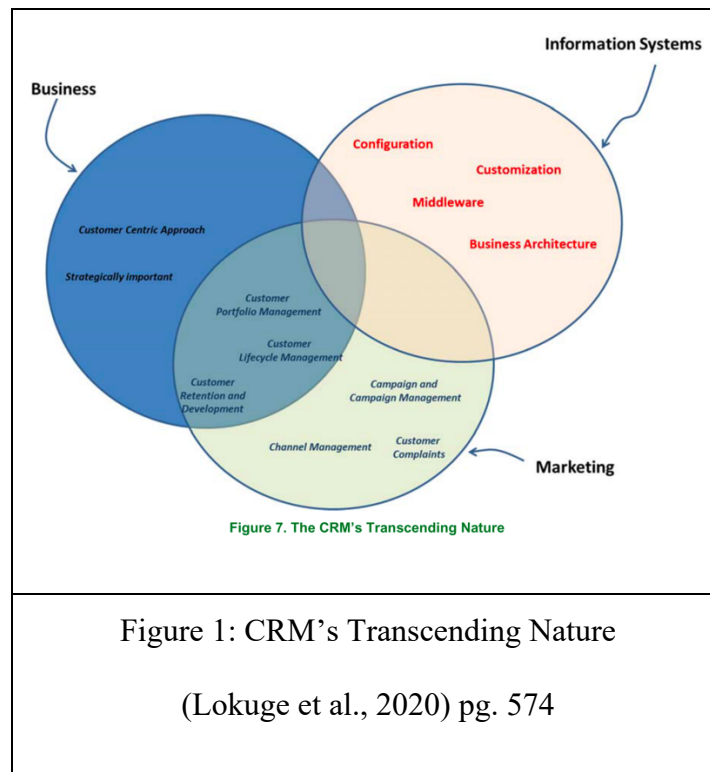 Information Systems
Business
Configuration
Customization
Middleware
Business Architecture
Customer Centric Approach
Strategically important
Customer
Portfolio Management
Customer
Lifecycle Management
Customer
Retention and
Development
Campaign and
Campaign Management
Channel Management
Customer
Complaints
Marketing
Figure 7. The CRM's Transcending Nature
Figure 1: CRM’s Transcending Nature
(Lokuge et al., 2020) pg. 574